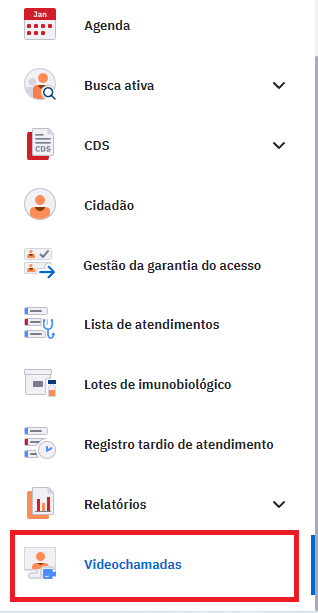 Jan
Agenda
Busca ativa
CDS
CDS
Cidadão
Gestão da garantia do acesso
Lista de atendimentos
Lotes de imunobiológico
Registro tardio de atendimento
Relatórios
Videochamadas